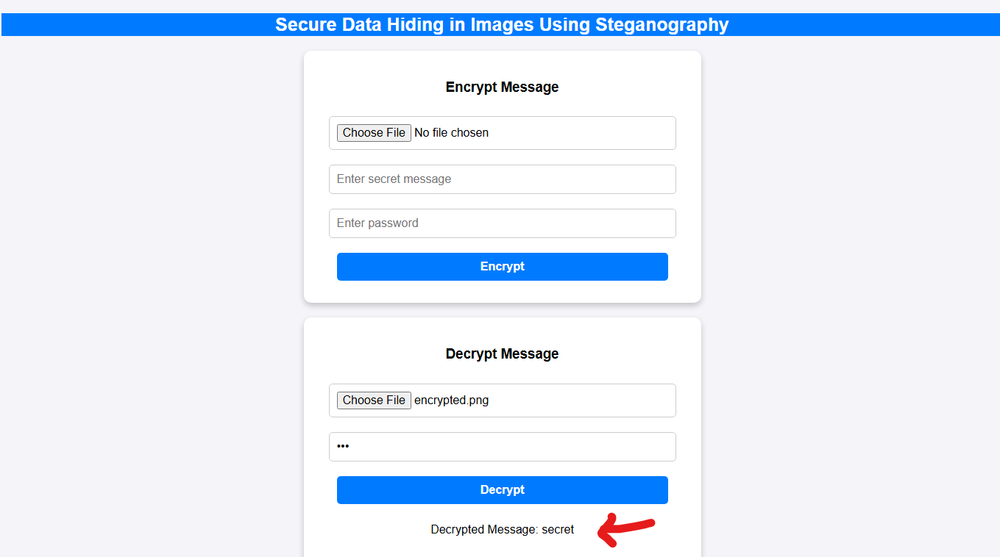 Secure Data Hiding in Images Using Steganography
Encrypt Message
Choose File No file chosen
Enter secret message
Enter password
Encrypt
Decrypt Message
Choose File encrypted.png
•••
Decrypt
Decrypted Message: secret